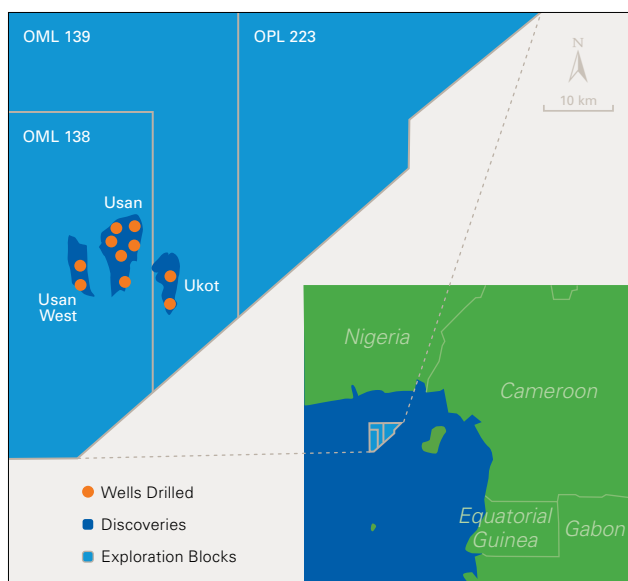 OML 139
OPL 223
N
10 km
OML 138
Usan
Ukot
Usan
West
Nigeria
Cameroon
Wells Drilled
Discoveries
Exploration Blocks
Equatorial
Guinea
Gabon